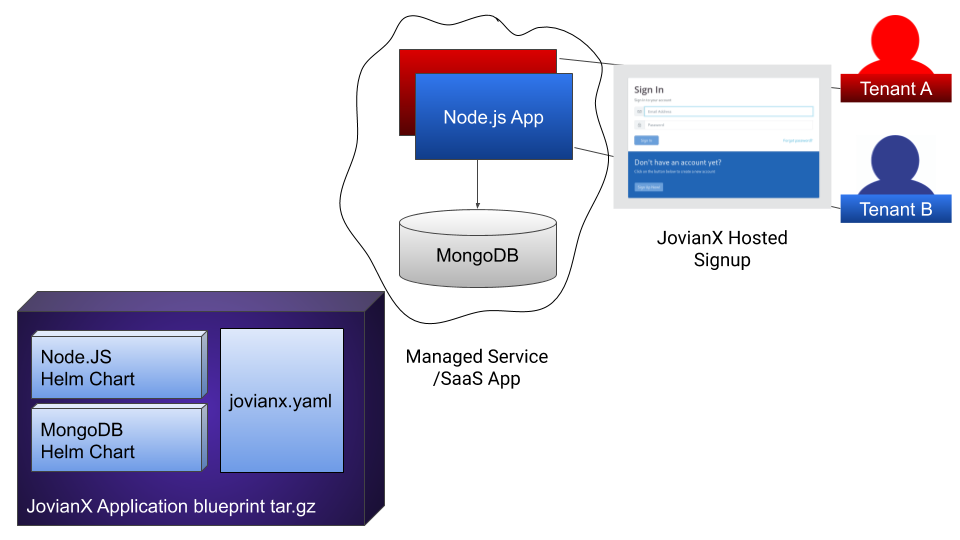 Node.js App
MongoDB
Managed Service
/SaaS App
Sign In
Sign in to your account
Email Address
Password
Sign In
Forgot password?
Don't have an account yet?
Click on the button below to create a new account
Sign Up Now!
JovianX Hosted
Signup
Tenant A
Tenant B
Node.JS
Helm Chart
MongoDB
Helm Chart
jovianx.yaml
JovianX Application blueprint tar.gz